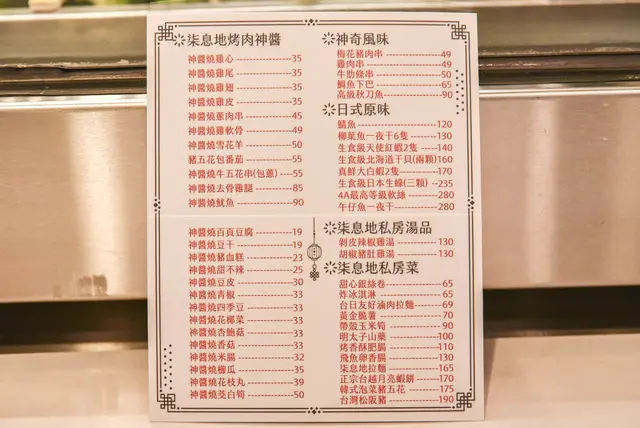 柒息地烤肉神醬
神醬燒雞心 35
神醬燒雞尾 35
神醬燒雞翅 35
神醬燒雞皮 35
神醬燒蔥肉串 45
神醬燒雞軟骨 49
神醬燒雪花羊 50
豬五花包番茄 55
神醬燒牛五花串(包蔥) 55
神醬燒去骨雞腿 85
神醬燒魷魚 90
神醬燒百頁豆腐 19
神醬燒豆干 19
神醬燒豬血糕 23
神醬燒甜不辣 25
神醬燒豆皮 30
神醬燒青椒 33
神醬燒四季豆 33
神醬燒花椰菜 33
神醬燒杏鮑菇 33
神醬燒香菇 33
神醬燒米腸 32
神醬燒櫛瓜 35
神醬燒花枝丸 39
神醬燒茭白筍 50
神奇風味
梅花豬肉串 49
雞肉串 49
牛肋條串 50
鯛魚下巴 65
高級秋刀魚 90
日式原味
鯖魚 120
柳葉魚一夜干6隻 130
生食級天使紅蝦2隻 140
生食級北海道干貝(兩顆) 160
真鮮大白蝦2隻 170
生食級日本生蠔(三顆) 235
4A最高等級軟絲 280
午仔魚一夜干 280
柒息地私房湯品
剝皮辣椒雞湯 130
胡椒豬肚雞湯 130
柒息地私房菜
甜心銀絲卷 65
炸冰淇淋 65
台日友好滷肉拉麵 69
黃金脆薯 70
帶殼玉米筍 90
明太子山藥 100
烤香酥肥腸 110
飛魚卵香腸 130
柒息地拉麵 165
正宗台越月亮蝦餅 170
韓式泡菜豬五花 175
台灣松阪豬 190